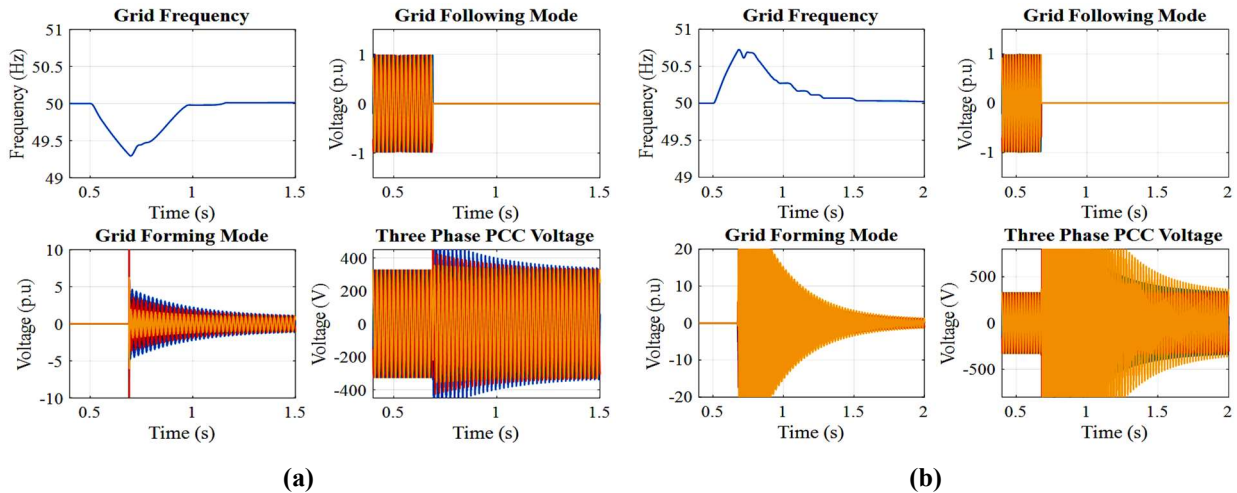 Grid Frequency
Frequency (Hz)
51
50.5
50
49.5
49
0.5 1 1.5
Time (s)
Grid Following Mode
Voltage (p.u)
1
0
-1
0.5 1 1.5
Time (s)
Grid Forming Mode
Voltage (p.u)
10
5
0
-5
-10
0.5 1 1.5
Time (s)
Three Phase PCC Voltage
Voltage (V)
400
200
0
-200
-400
0.5 1 1.5
Time (s)
(a)
Grid Frequency
Frequency (Hz)
51
50.5
50
49.5
49
0.5 1 1.5 2
Time (s)
Grid Following Mode
Voltage (p.u)
1
0
-1
0.5 1 1.5 2
Time (s)
Grid Forming Mode
Voltage (p.u)
20
10
0
-10
-20
0.5 1 1.5 2
Time (s)
Three Phase PCC Voltage
Voltage (V)
500
0
-500
0.5 1 1.5 2
Time (s)
(b)